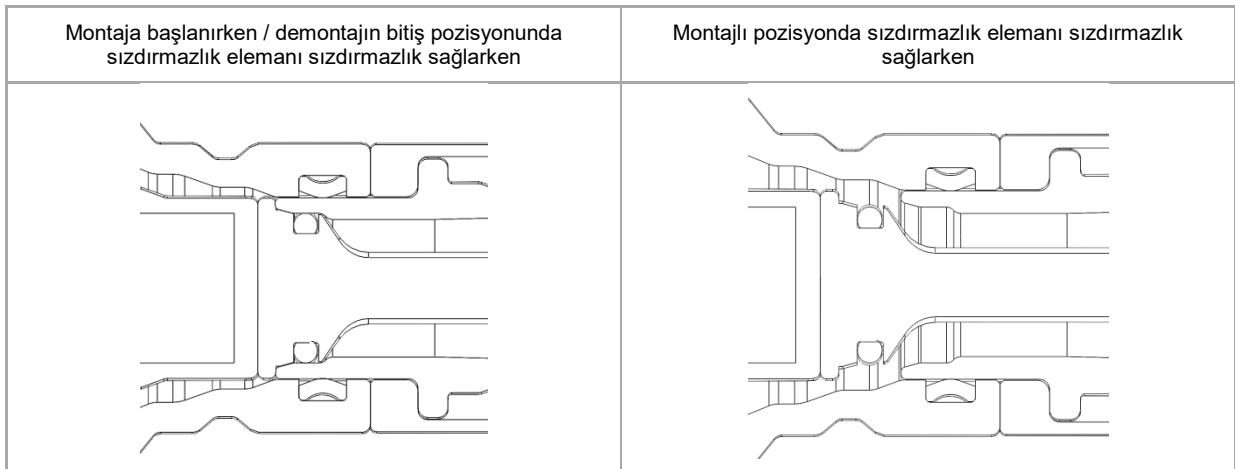 Montaja başlanırken / demontajın bitiş pozisyonunda
sızdırmazlık elemanı sızdırmazlık sağlarken
Montajlı pozisyonda sızdırmazlık elemanı sızdırmazlık
sağlarken